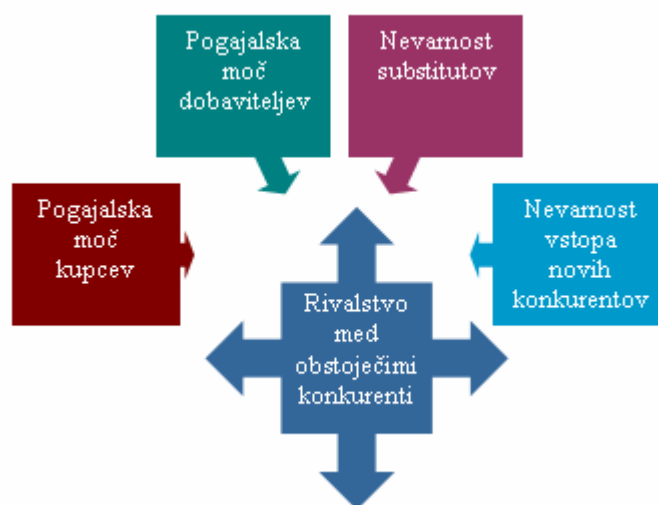 Pogajalska
moč
dobaviteljev
Nevarnost
substitutov
Pogajalska
moč
kupcev
Nevarnost
vstopa
novih
konkurentov
Rivalstvo
med
obstoječimi
konkurenti